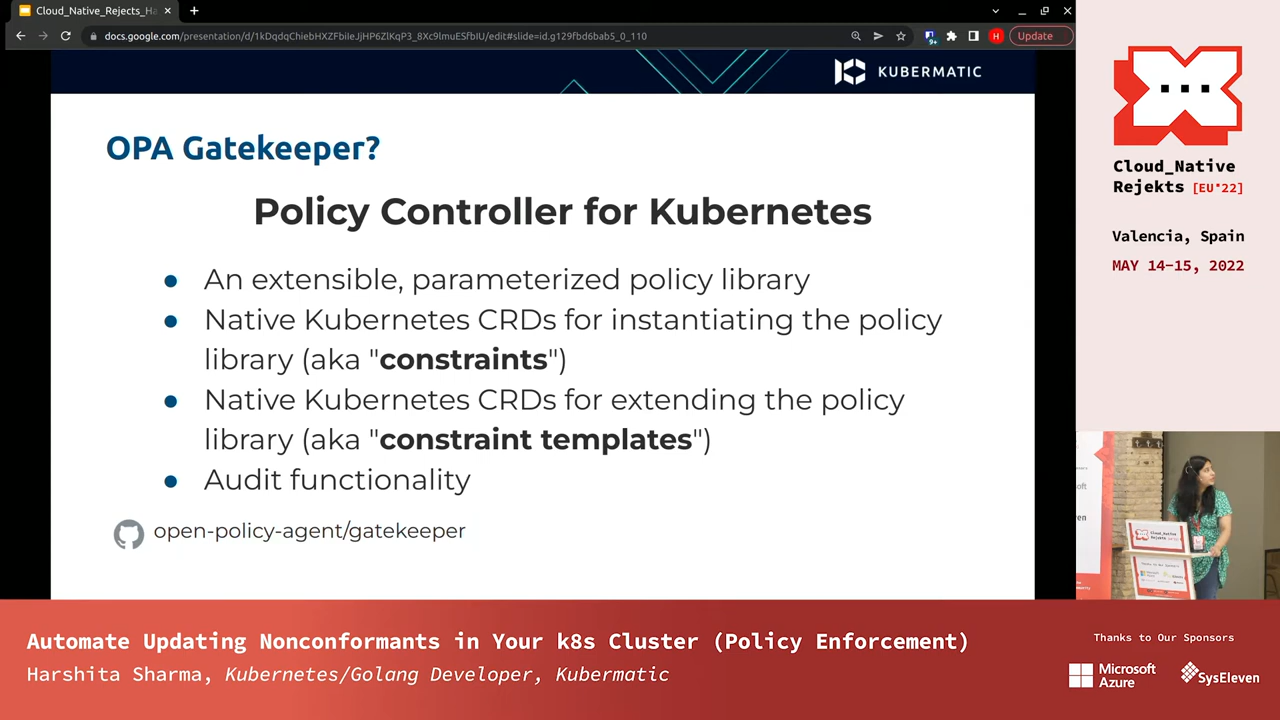 Cloud_Native_Rejects_Ha
docs.google.com/presentation/d/1kDqdqChiebHXZFbileJjHP6ZlKqP3_8Xc9lmuESfbIU/edit#slide=id.g129fbd6bab5_0_110
9+
H
Update
KUBERMATIC
OPA Gatekeeper?
Policy Controller for Kubernetes
● An extensible, parameterized policy library
● Native Kubernetes CRDs for instantiating the policy
library (aka "constraints")
● Native Kubernetes CRDs for extending the policy
library (aka "constraint templates")
● Audit functionality
open-policy-agent/gatekeeper
Cloud_Native
Rejekts [EU*22]
Valencia, Spain
MAY 14-15, 2022
Cloud_Native
Rejekts
Automate Updating Nonconformants in Your k8s Cluster (Policy Enforcement)
Harshita Sharma, Kubernetes/Golang Developer, Kubermatic
Thanks to Our Sponsors
Microsoft
Azure
SysEleven